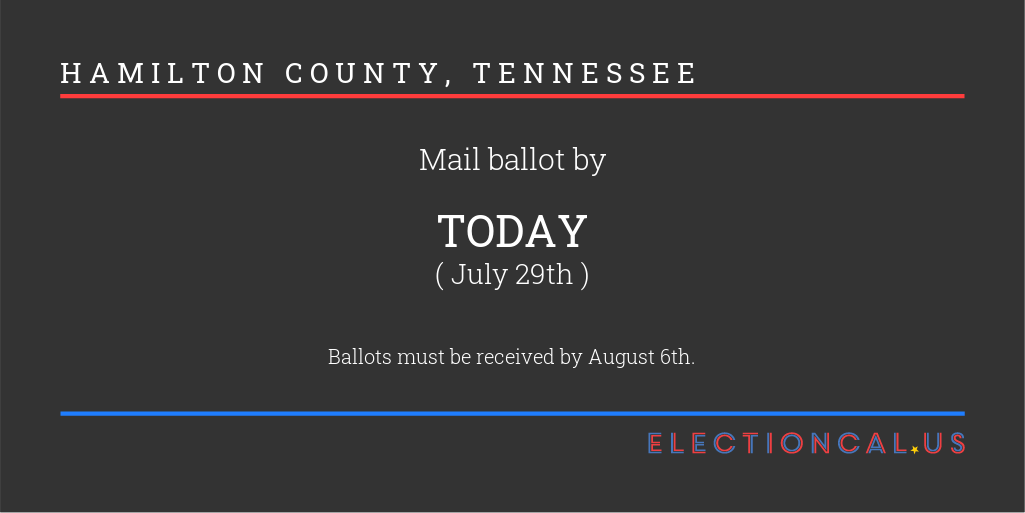 HAMILTON COUNTY, TENNESSEE
Mail ballot by
TODAY
( July 29th )
Ballots must be received by August 6th.
ELECTIONCAL.US